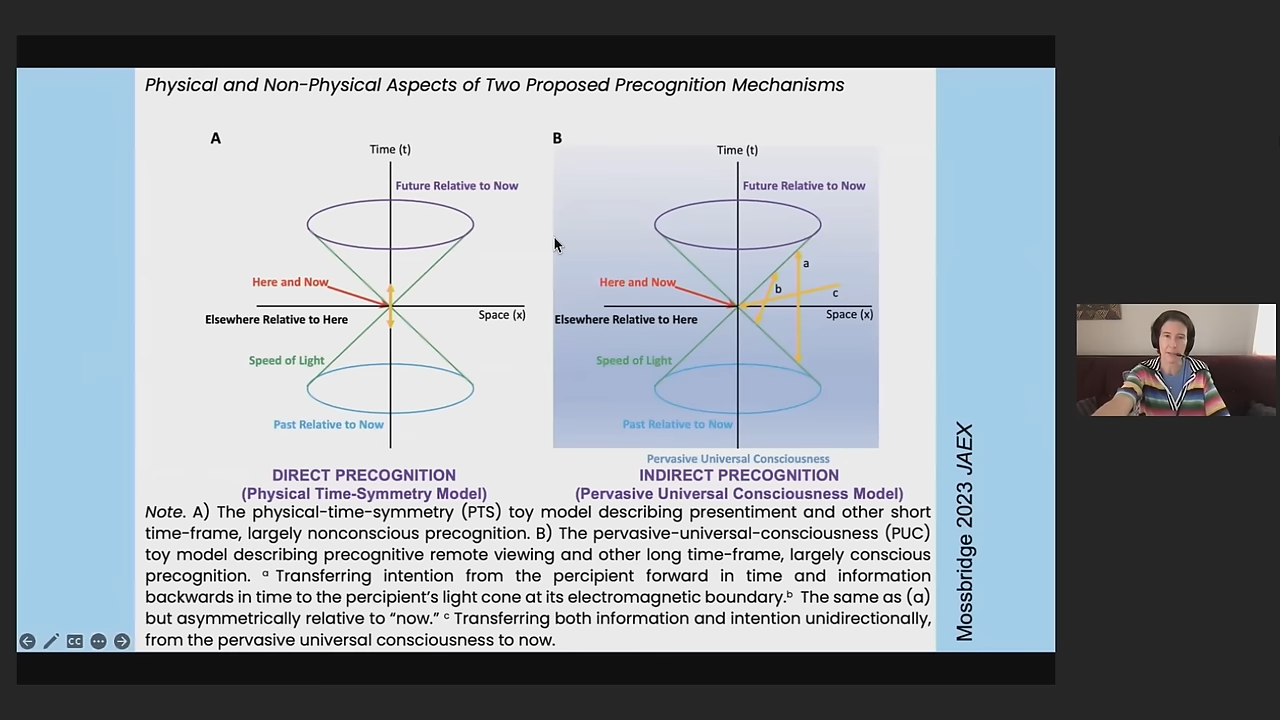 Physical and Non-Physical Aspects of Two Proposed Precognition Mechanisms
A
Time (t)
Future Relative to Now
Here and Now
Elsewhere Relative to Here
Space (x)
Speed of Light
Past Relative to Now
DIRECT PRECOGNITION
(Physical Time-Symmetry Model)
B
Time (t)
Future Relative to Now
a
Here and Now
b
c
Elsewhere Relative to Here
Space (x)
Speed of Light
Past Relative to Now
Pervasive Universal Consciousness
INDIRECT PRECOGNITION
(Pervasive Universal Consciousness Model)
Note. A) The physical-time-symmetry (PTS) toy model describing presentiment and other short
time-frame, largely nonconscious precognition. B) The pervasive-universal-consciousness (PUC)
toy model describing precognitive remote viewing and other long time-frame, largely conscious
precognition. ᵃ Transferring intention from the percipient forward in time and information
backwards in time to the percipient's light cone at its electromagnetic boundary.ᵇ The same as (a)
but asymmetrically relative to “now.” ᶜ Transferring both information and intention unidirectionally,
from the pervasive universal consciousness to now.
Mossbridge 2023 JAEX
CC